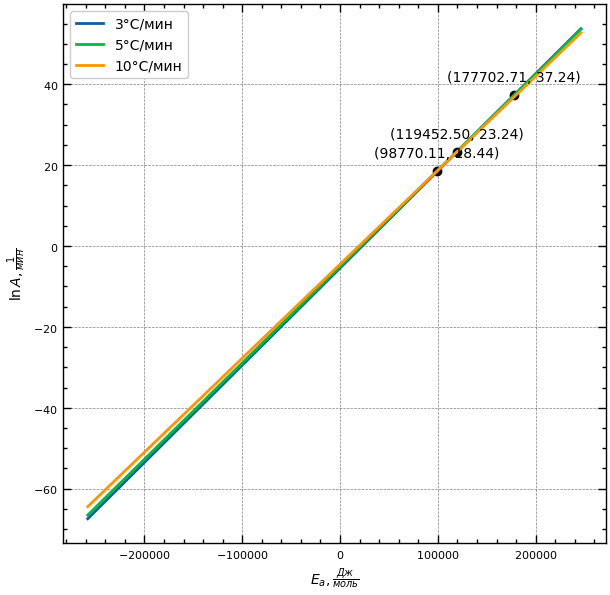 3°C/мин
5°C/мин
10°C/мин
(177702.71, 37.24)
(119452.50, 23.24)
(98770.11, 18.44)
40
20
0
−20
−40
−60
ln A, 1/мин
−200000 −100000 0 100000 200000
Eₐ, Дж/моль